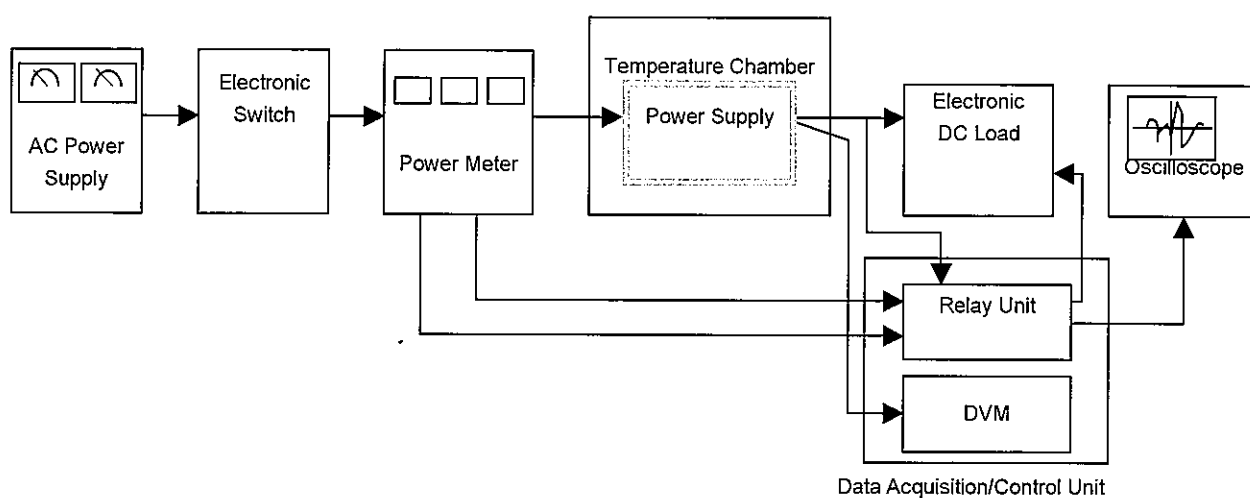 AC Power
Supply
Electronic
Switch
Power Meter
Temperature Chamber
Power Supply
Electronic
DC Load
Oscilloscope
Relay Unit
DVM
Data Acquisition/Control Unit